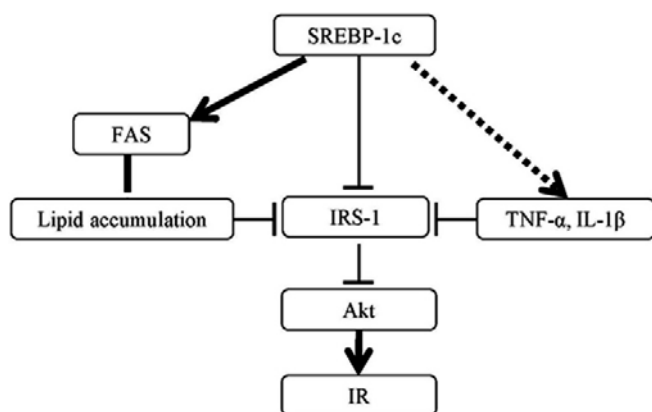 SREBP-1c
FAS
Lipid accumulation
IRS-1
TNF-α, IL-1β
Akt
IR